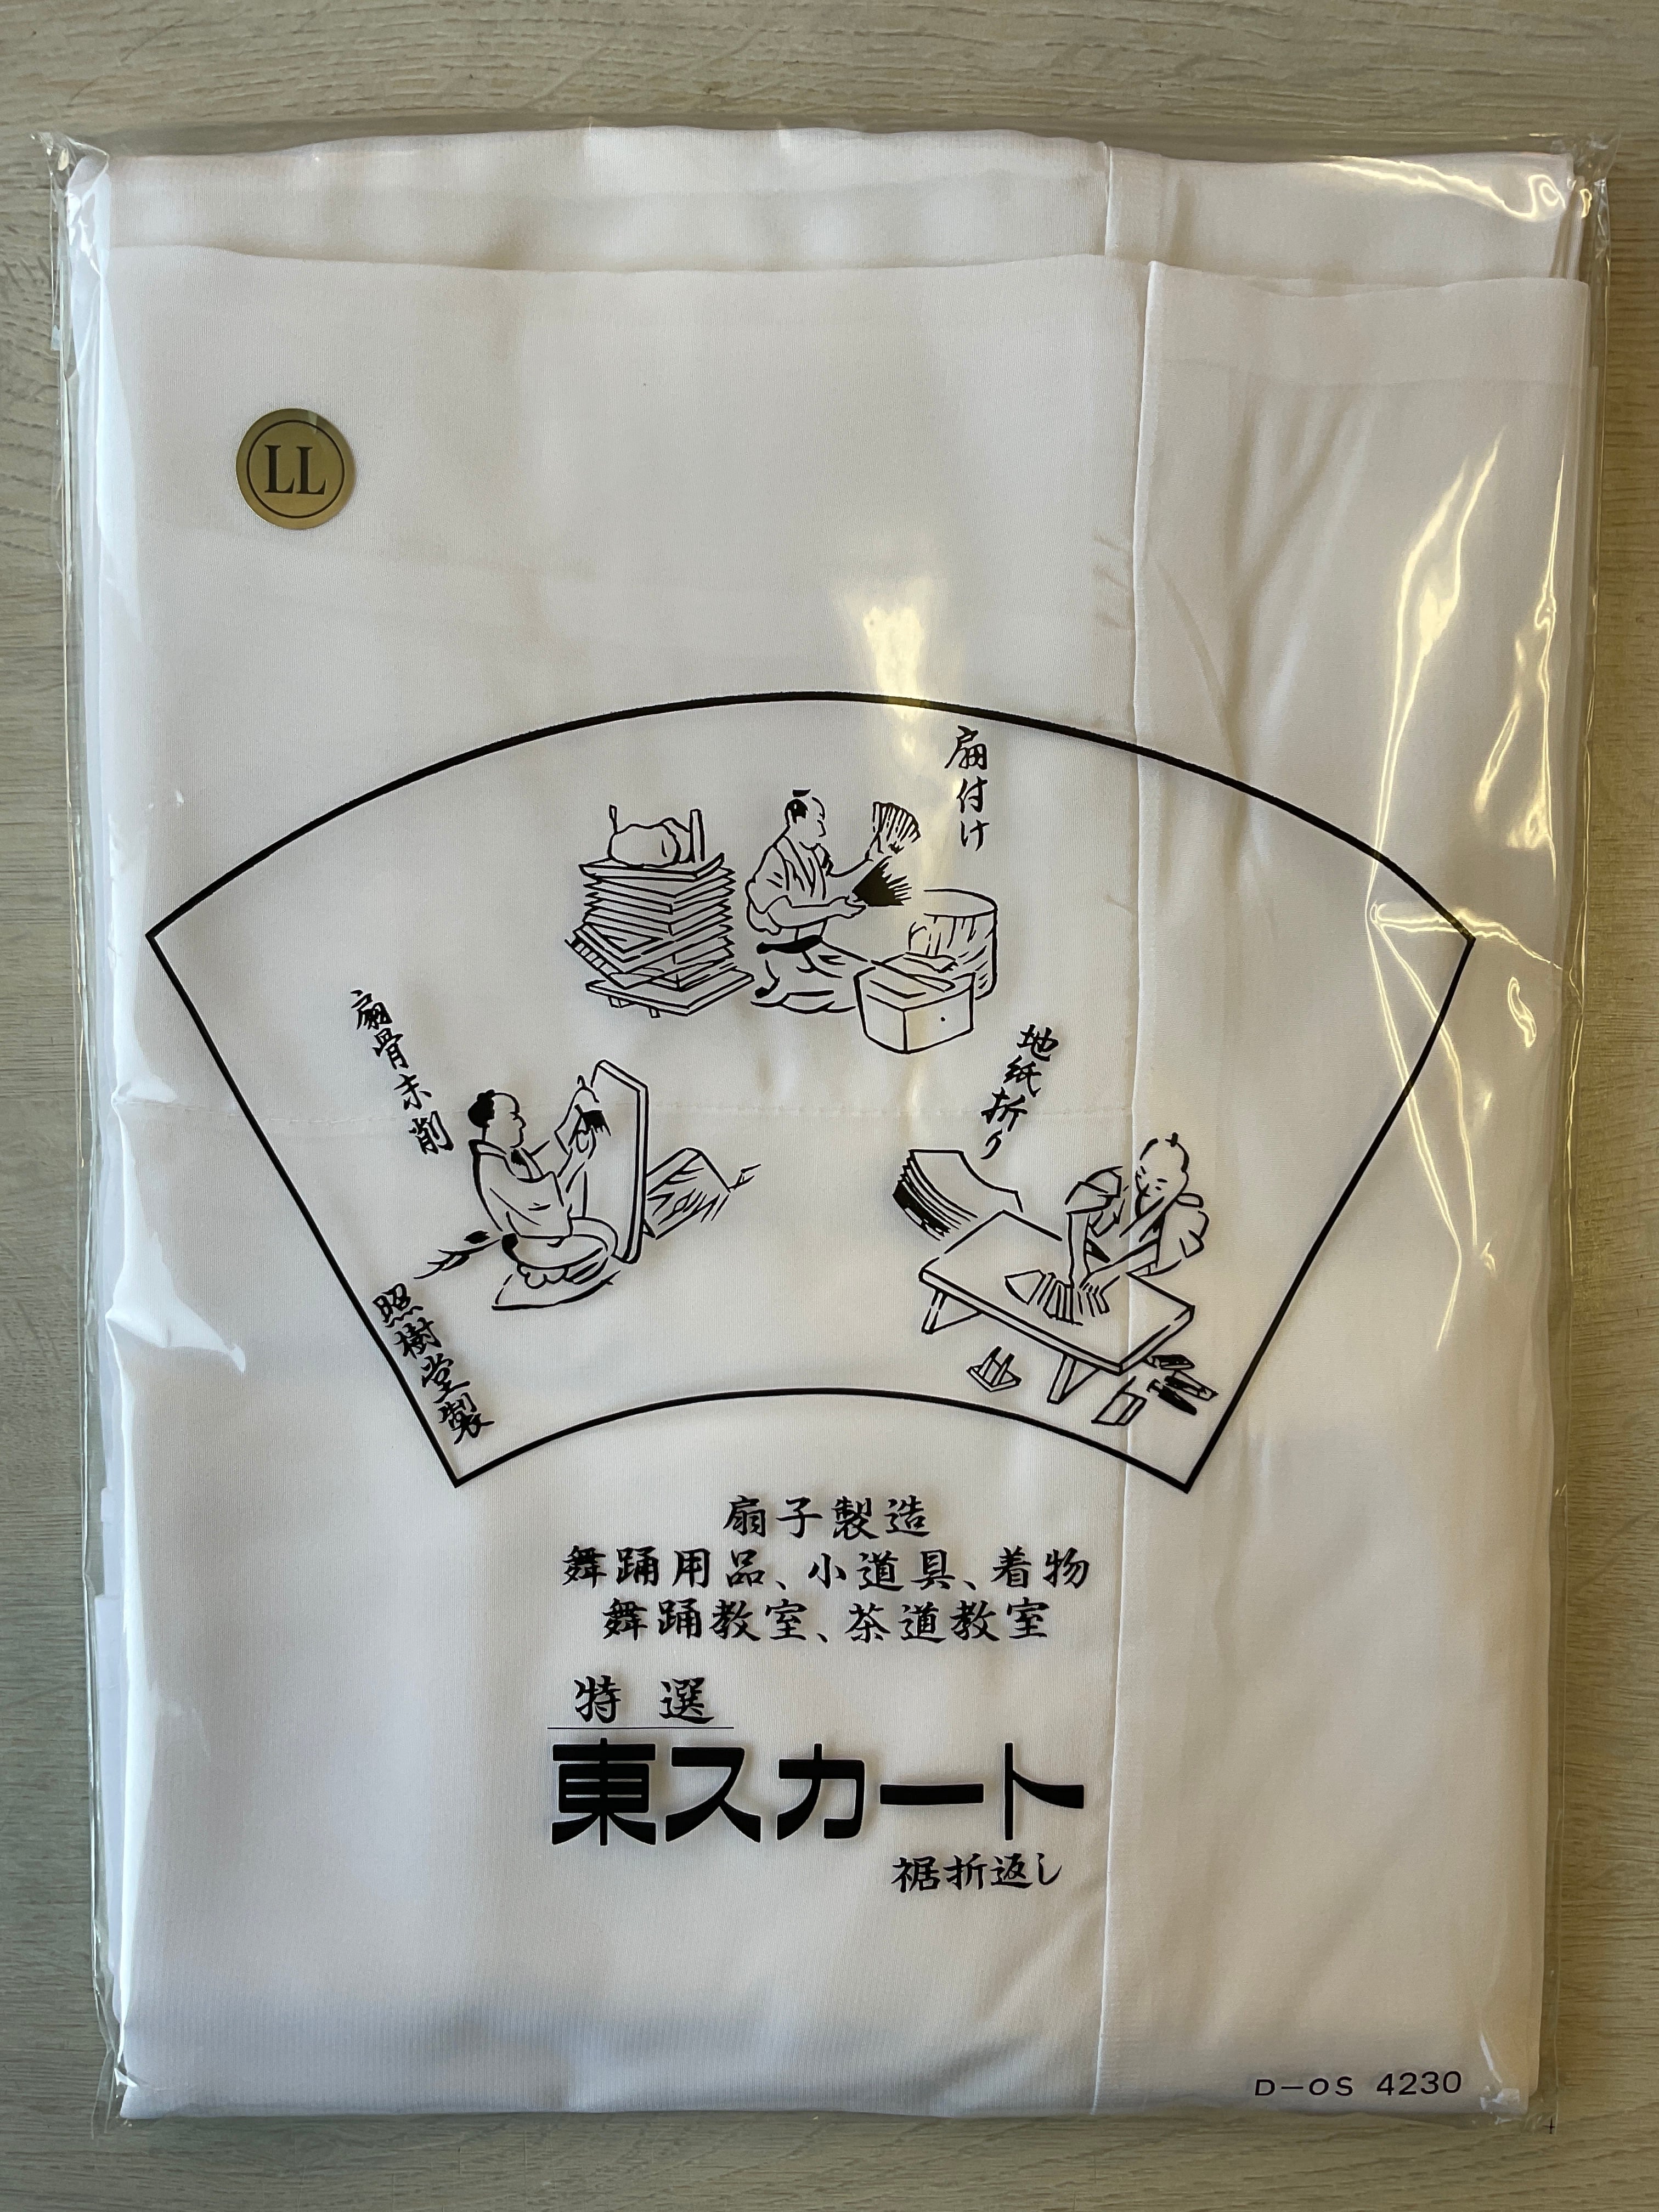 LL
扇付け
扇骨末削
地紙折り
照樹堂製
扇子製造
舞踊用品、小道具、着物
舞踊教室、茶道教室
特選
東スカート
裾折返し
D-OS 4230